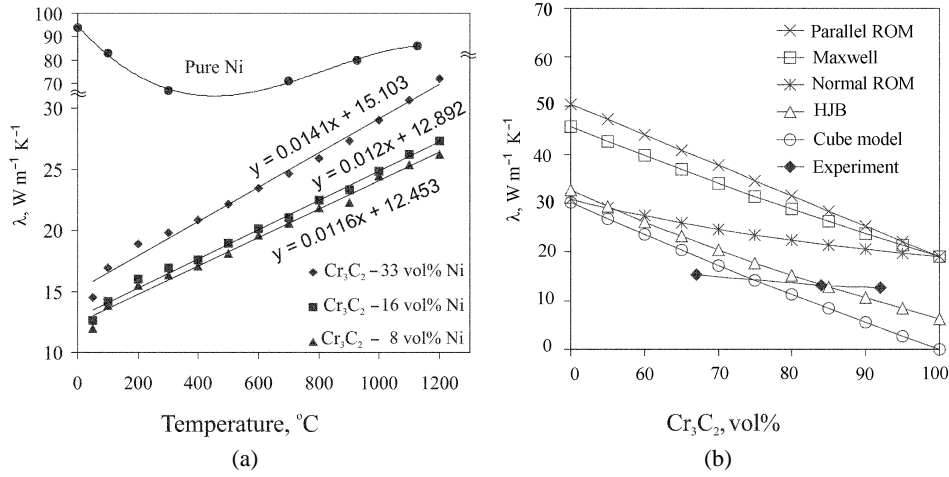 (a)
λ, W m⁻¹ K⁻¹
100
90
80
70
30
25
20
15
10
0 200 400 600 800 1000 1200
Pure Ni
y = 0.0141x + 15.103
y = 0.012x + 12.892
y = 0.0116x + 12.453
Cr₃C₂ – 33 vol% Ni
Cr₃C₂ – 16 vol% Ni
Cr₃C₂ – 8 vol% Ni
Temperature, °C
(a)
λ, W m⁻¹ K⁻¹
70
60
50
40
30
20
10
0
0 60 70 80 90 100
Parallel ROM
Maxwell
Normal ROM
HJB
Cube model
Experiment
Cr₃C₂, vol%
(b)